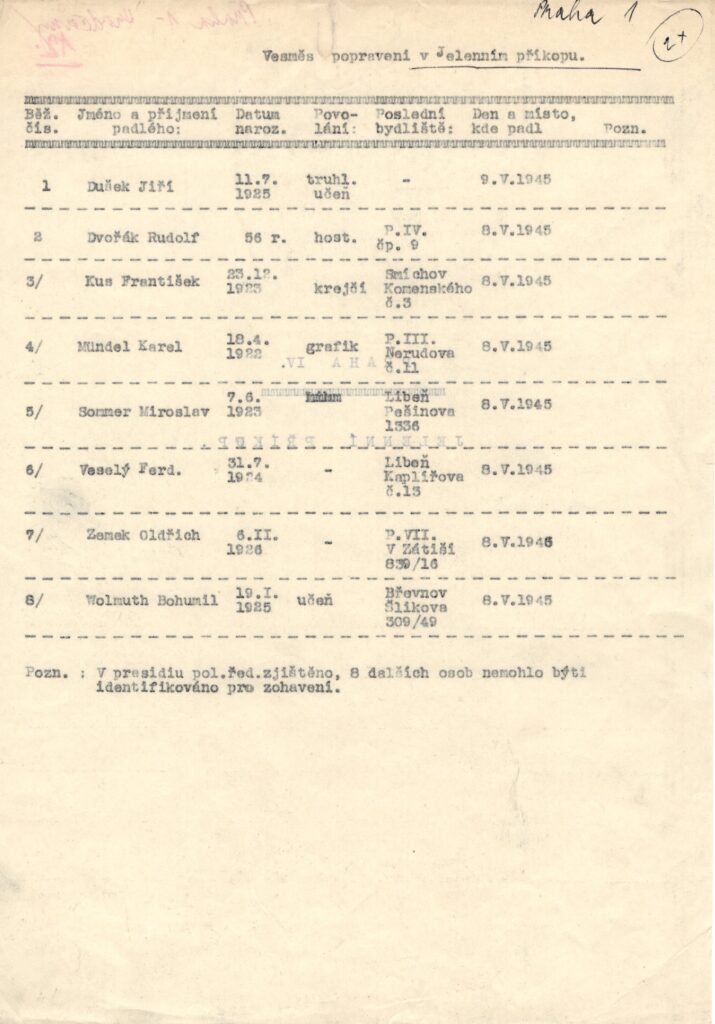 Praha 1
2+
Vesměs popraveni v Jelenním příkopu.
Běž. Jméno a příjmení Datum Povo- Poslední Den a místo,
čís. padlého: naroz. lání: bydliště: kde padl Pozn.
1 Dušek Jiří 11.7. truhl. - 9.V.1945
1925 učeň
2 Dvořák Rudolf 56 r. host. P.IV. 8.V.1945
čp. 9
3/ Kus František 23.12. Smíchov 8.V.1945
1923 krejčí Komenského
č.3
4/ Mündel Karel 18.4. grafik P.III. 8.V.1945
1922 Nerudova
č.11
5/ Sommer Miroslav 7.6. Libeň 8.V.1945
1923 Pešinova
1336
6/ Veselý Ferd. 31.7. - Libeň 8.V.1945
1924 Kaplířova
č.13
7/ Zemek Oldřich 6.II. - P.VII. 8.V.1945
1926 V Zátiší
839/16
8/ Wolmuth Bohumil 19.I. učeň Břevnov 8.V.1945
1925 Šlikova
309/49
Pozn. : V presidiu pol.řed.zjištěno, 8 dalších osob nemohlo býti
identifikováno pro zohavení.